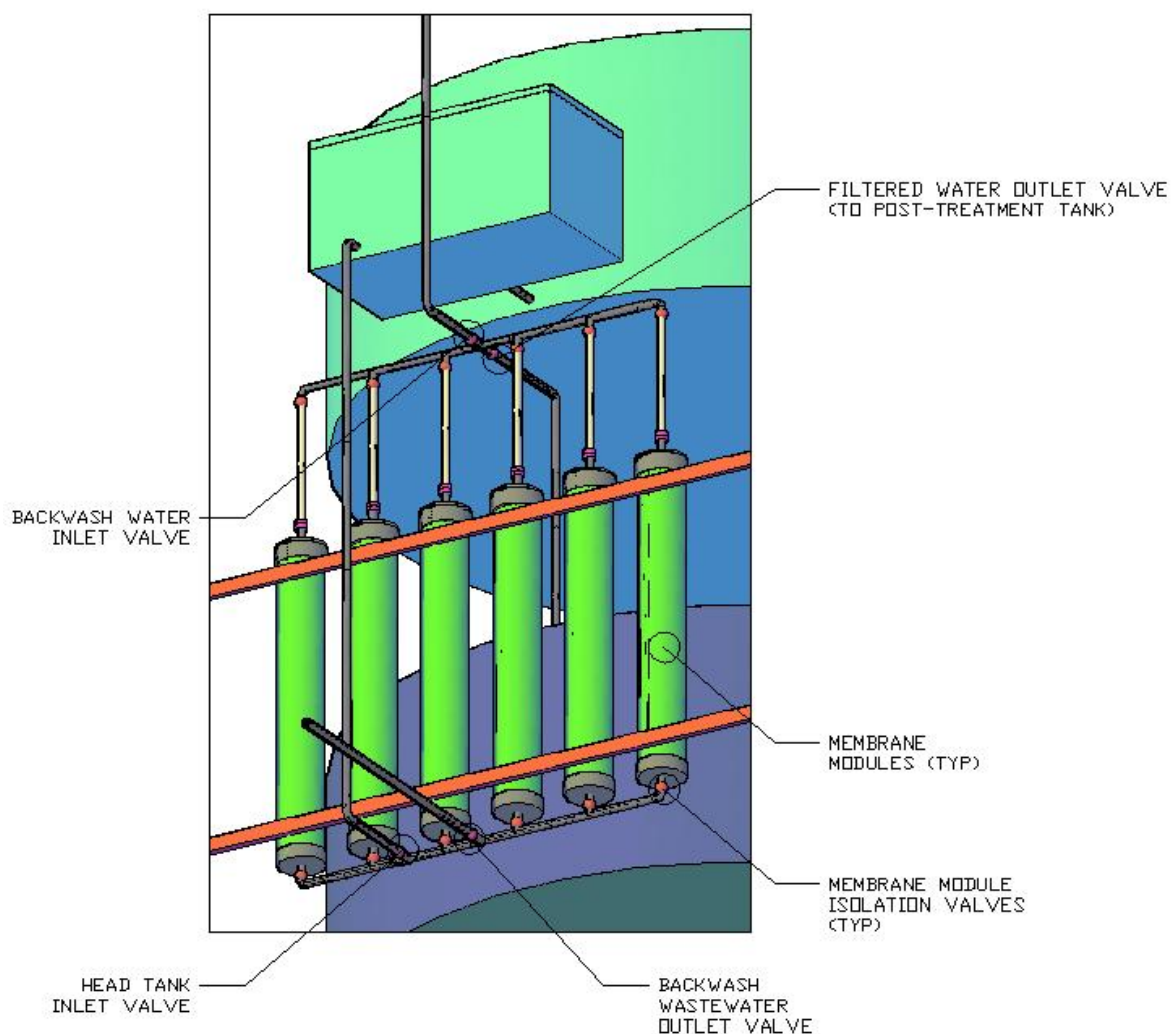 FILTERED WATER OUTLET VALVE
(TO POST-TREATMENT TANK)
BACKWASH WATER
INLET VALVE
MEMBRANE
MODULES (TYP)
MEMBRANE MODULE
ISOLATION VALVES
(TYP)
HEAD TANK
INLET VALVE
BACKWASH
WASTEWATER
OUTLET VALVE